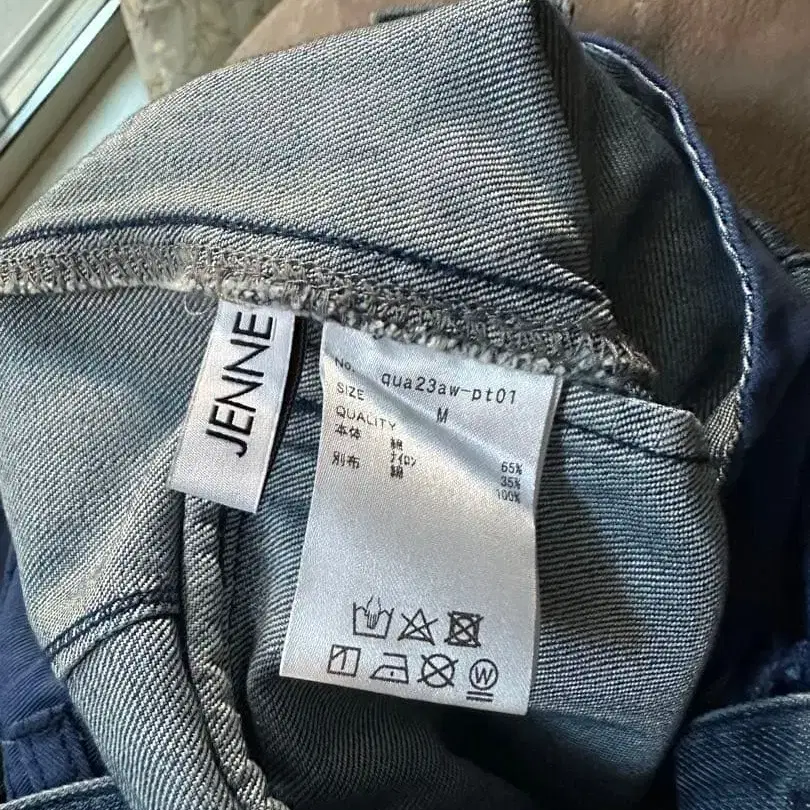 JENNE
No. qua23aw-pt01
SIZE M
QUALITY
本体 綿 65%
ナイロン 35%
別布 綿 100%
W